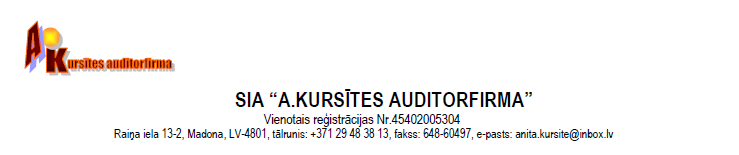 A.Kursītes auditorfirma
SIA “A.KURSĪTES AUDITORFIRMA”
Vienotais reģistrācijas Nr.45402005304
Raiņa iela 13-2, Madona, LV-4801, tālrunis: +371 29 48 38 13, fakss: 648-60497, e-pasts: anita.kursite@inbox.lv